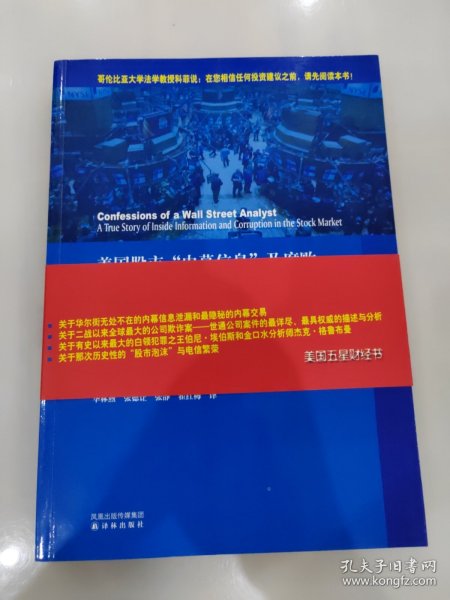 哥伦比亚大学法学教授科菲说：在您相信任何投资建议之前，请先阅读本书！
Confessions of a Wall Street Analyst
A True Story of Inside Information and Corruption in the Stock Market
美国股市“内幕信息”及腐败
关于华尔街无处不在的内幕信息泄漏和最隐秘的内幕交易
关于二战以来全球最大的公司欺诈案——世通公司案件的最详尽、最具权威的描述与分析
关于有史以来最大的白领犯罪之王伯尼·埃伯斯和金口水分析师杰克·格鲁布曼
关于那次历史性的“股市泡沫”与电信繁荣
美国五星财经书
译
凤凰出版传媒集团
译林出版社
孔夫子旧书网
www.kongfz.com